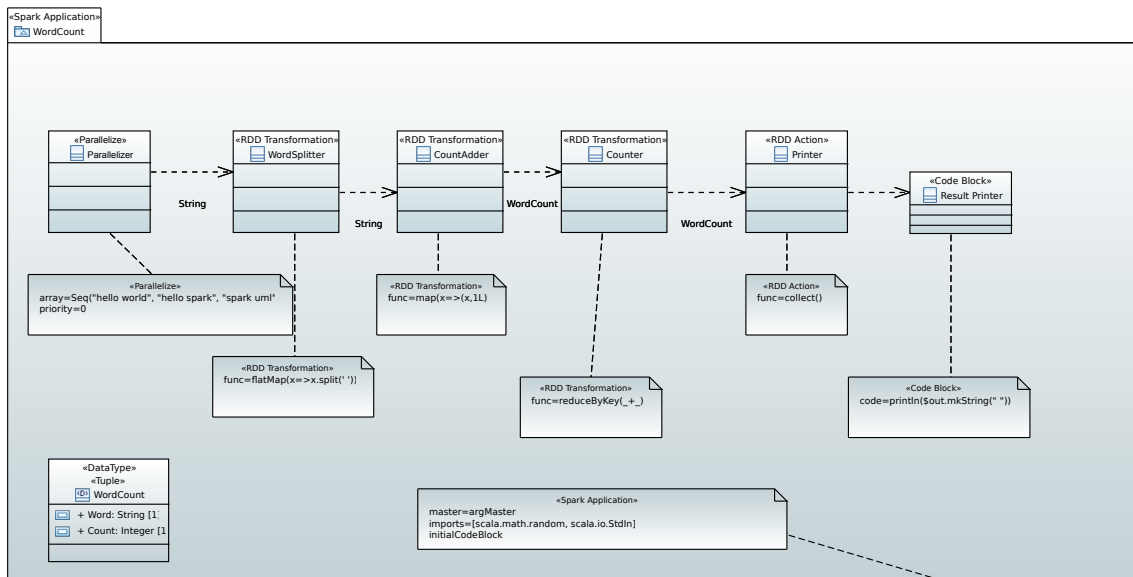 «Spark Application»
WordCount
«Parallelize»
Parallelizer
«RDD Transformation»
WordSplitter
«RDD Transformation»
CountAdder
«RDD Transformation»
Counter
«RDD Action»
Printer
«Code Block»
Result Printer
String
String
WordCount
WordCount
«Parallelize»
array=Seq("hello world", "hello spark", "spark uml"
priority=0
«RDD Transformation»
func=map(x=>(x,1L)
«RDD Action»
func=collect()
«RDD Transformation»
func=flatMap(x=>x.split(' '))
«RDD Transformation»
func=reduceByKey(_+_)
«Code Block»
code=println($out.mkString(" "))
«DataType»
«Tuple»
WordCount
+ Word: String [1]
+ Count: Integer [1
«Spark Application»
master=argMaster
imports=[scala.math.random, scala.io.StdIn]
initialCodeBlock